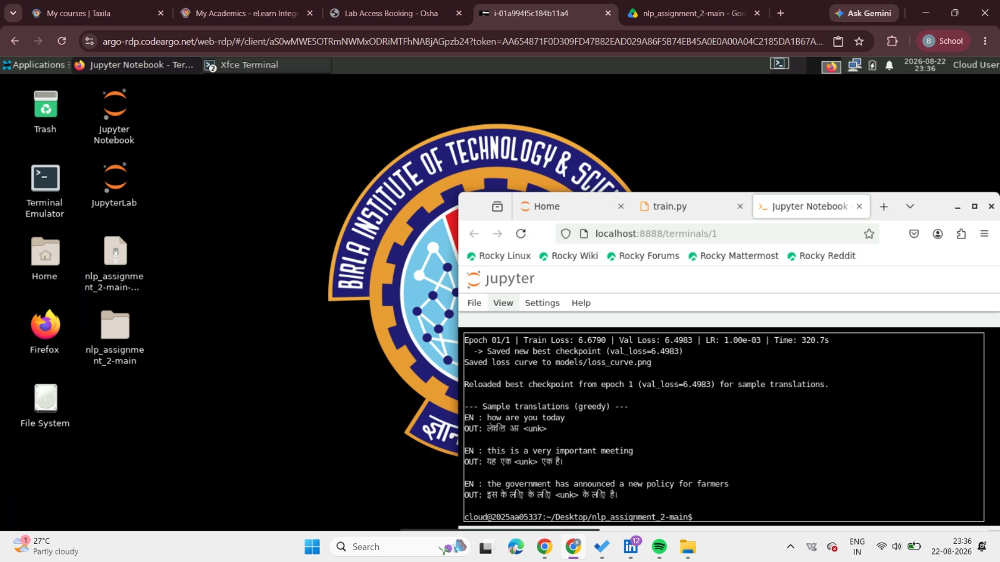 My courses | Taxila
My Academics - eLearn Integr
Lab Access Booking - Osha
i-01a994f5c184b11a4
nlp_assignment_2-main - Goo
Ask Gemini
argo-rdp.codeargo.net/web-rdp/#/client/aS0wMWE5OTRmNWMxODRiMTFhNABjAGpzb24?token=AA654871F0D309FD47B82EAD029A86F5B74EB45A0E0A00A04C2185DA1B67A...
B School
Applications
Jupyter Notebook - Ter...
Xfce Terminal
2026-08-22
23:36
Cloud User
Trash
Jupyter
Notebook
Terminal
Emulator
JupyterLab
Home
nlp_assignme
nt_2-main-...
Firefox
nlp_assignme
nt_2-main
File System
BIRLA INSTITUTE OF TECHNOLOGY & SCIE
ज्ञान
Home
train.py
Jupyter Notebook -
localhost:8888/terminals/1
Rocky Linux
Rocky Wiki
Rocky Forums
Rocky Mattermost
Rocky Reddit
jupyter
File View Settings Help
Epoch 01/1 | Train Loss: 6.6790 | Val Loss: 6.4983 | LR: 1.00e-03 | Time: 320.7s
-> Saved new best checkpoint (val_loss=6.4983)
Saved loss curve to models/loss_curve.png
Reloaded best checkpoint from epoch 1 (val_loss=6.4983) for sample translations.
--- Sample translations (greedy) ---
EN : how are you today
OUT: लेकिन <unk>
EN : this is a very important meeting
OUT: यह एक <unk> एक है।
EN : the government has announced a new policy for farmers
OUT: इस के लिए के लिए <unk> के लिए है।
cloud@2025aa05337:~/Desktop/nlp_assignment_2-main$
1
27°C
Partly cloudy
Search
12
ENG
IN
23:36
22-08-2026